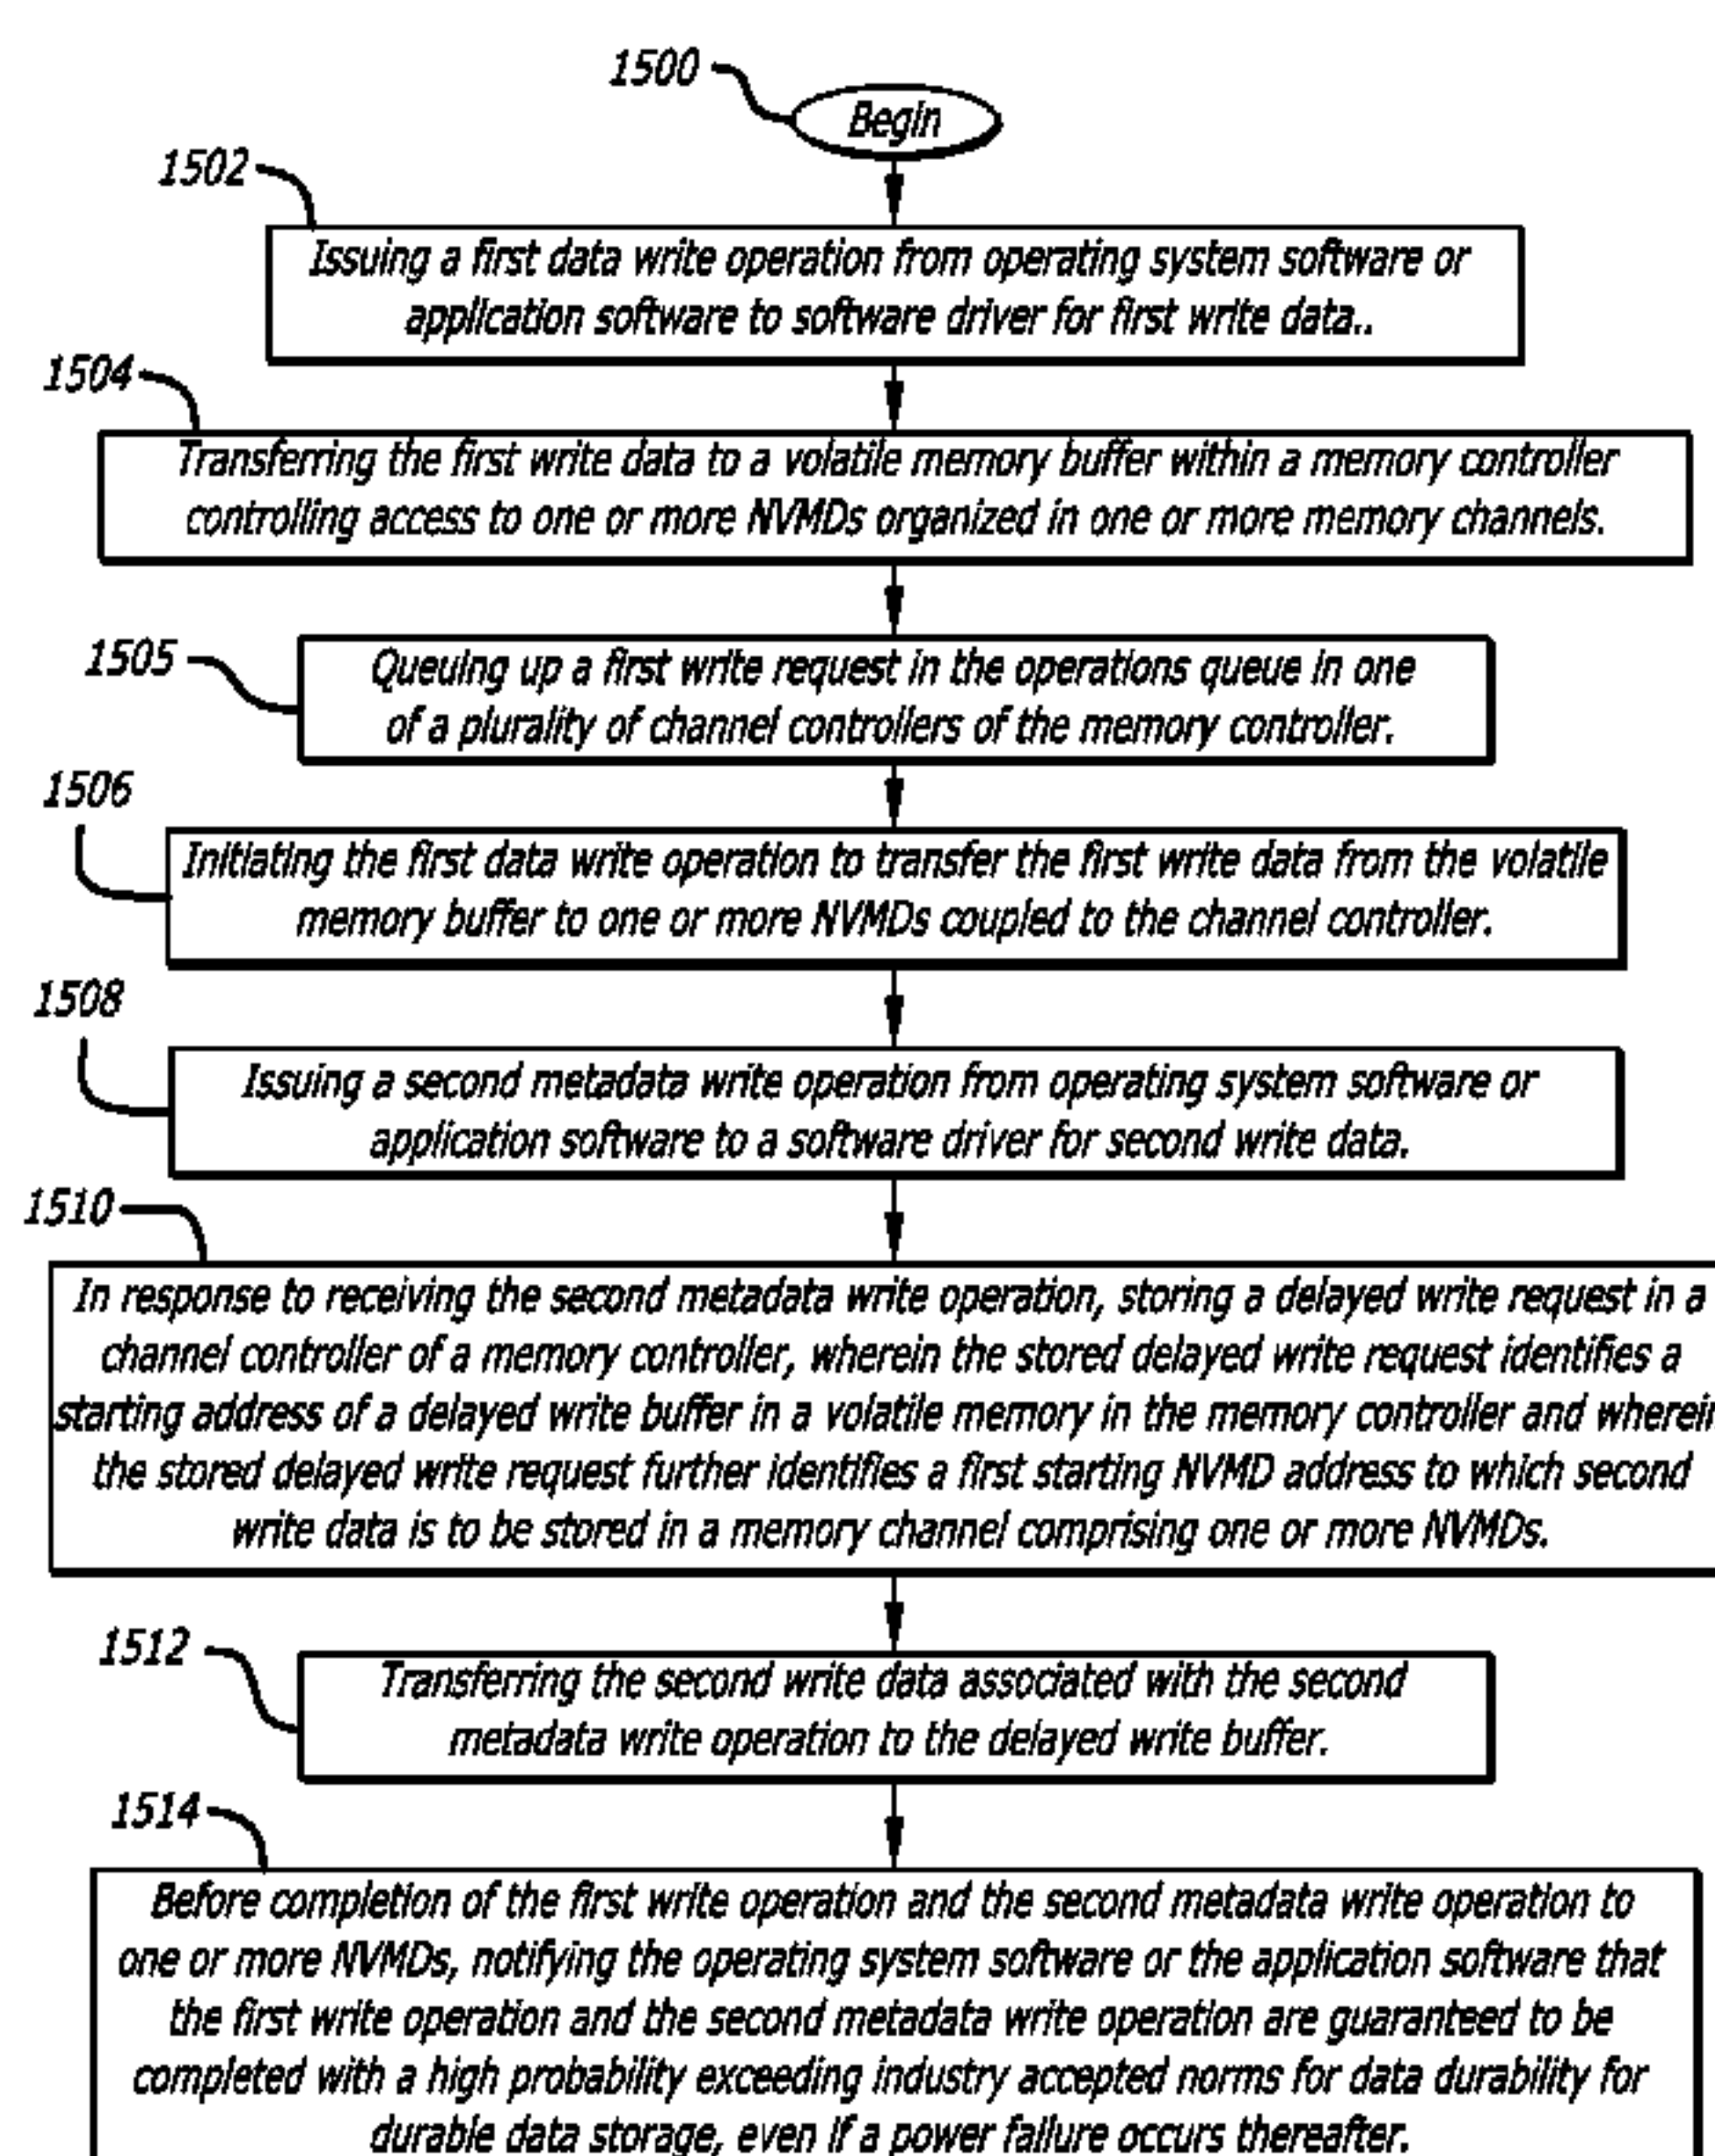 1500
Begin
1502
Issuing a first data write operation from operating system software or
application software to software driver for first write data..
1504
Transferring the first write data to a volatile memory buffer within a memory controller
controlling access to one or more NVMDs organized in one or more memory channels.
1505
Queuing up a first write request in the operations queue in one
of a plurality of channel controllers of the memory controller.
1506
Initiating the first data write operation to transfer the first write data from the volatile
memory buffer to one or more NVMDs coupled to the channel controller.
1508
Issuing a second metadata write operation from operating system software or
application software to a software driver for second write data.
1510
In response to receiving the second metadata write operation, storing a delayed write request in a
channel controller of a memory controller, wherein the stored delayed write request identifies a
starting address of a delayed write buffer in a volatile memory in the memory controller and wherein
the stored delayed write request further identifies a first starting NVMD address to which second
write data is to be stored in a memory channel comprising one or more NVMDs.
1512
Transferring the second write data associated with the second
metadata write operation to the delayed write buffer.
1514
Before completion of the first write operation and the second metadata write operation to
one or more NVMDs, notifying the operating system software or the application software that
the first write operation and the second metadata write operation are guaranteed to be
completed with a high probability exceeding industry accepted norms for data durability for
durable data storage, even if a power failure occurs thereafter.